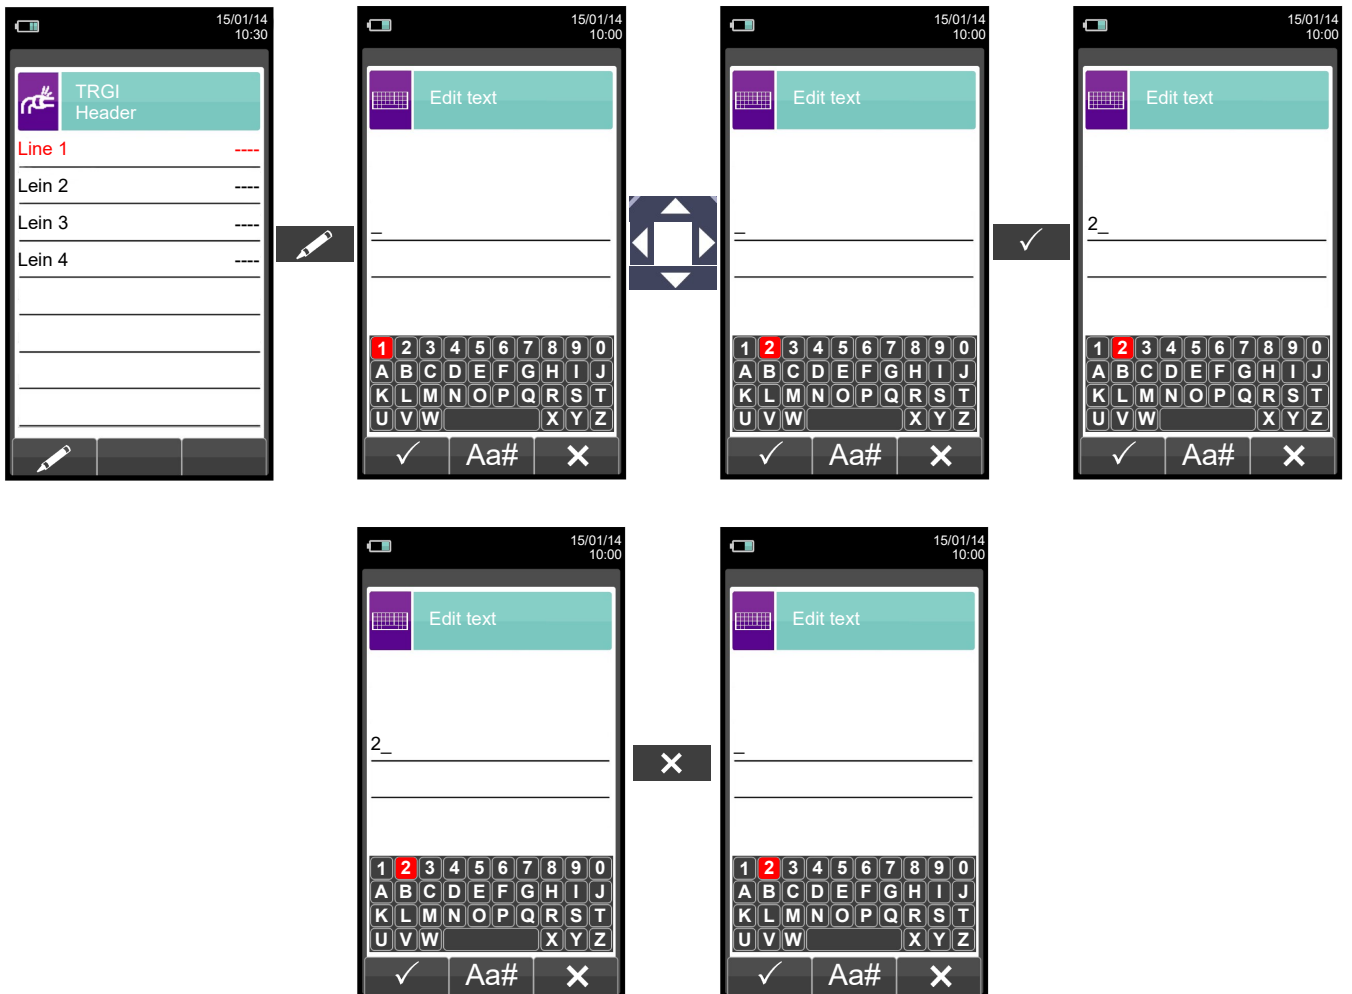 15/01/14
10:30
TRGI
Header
Line 1 ----
Lein 2 ----
Lein 3 ----
Lein 4 ----
15/01/14
10:00
Edit text
_
1 2 3 4 5 6 7 8 9 0
A B C D E F G H I J
K L M N O P Q R S T
U V W X Y Z
✓ Aa# ✕
15/01/14
10:00
Edit text
_
1 2 3 4 5 6 7 8 9 0
A B C D E F G H I J
K L M N O P Q R S T
U V W X Y Z
✓ Aa# ✕
✓
15/01/14
10:00
Edit text
2_
1 2 3 4 5 6 7 8 9 0
A B C D E F G H I J
K L M N O P Q R S T
U V W X Y Z
✓ Aa# ✕
15/01/14
10:00
Edit text
2_
1 2 3 4 5 6 7 8 9 0
A B C D E F G H I J
K L M N O P Q R S T
U V W X Y Z
✓ Aa# ✕
✕
15/01/14
10:00
Edit text
_
1 2 3 4 5 6 7 8 9 0
A B C D E F G H I J
K L M N O P Q R S T
U V W X Y Z
✓ Aa# ✕